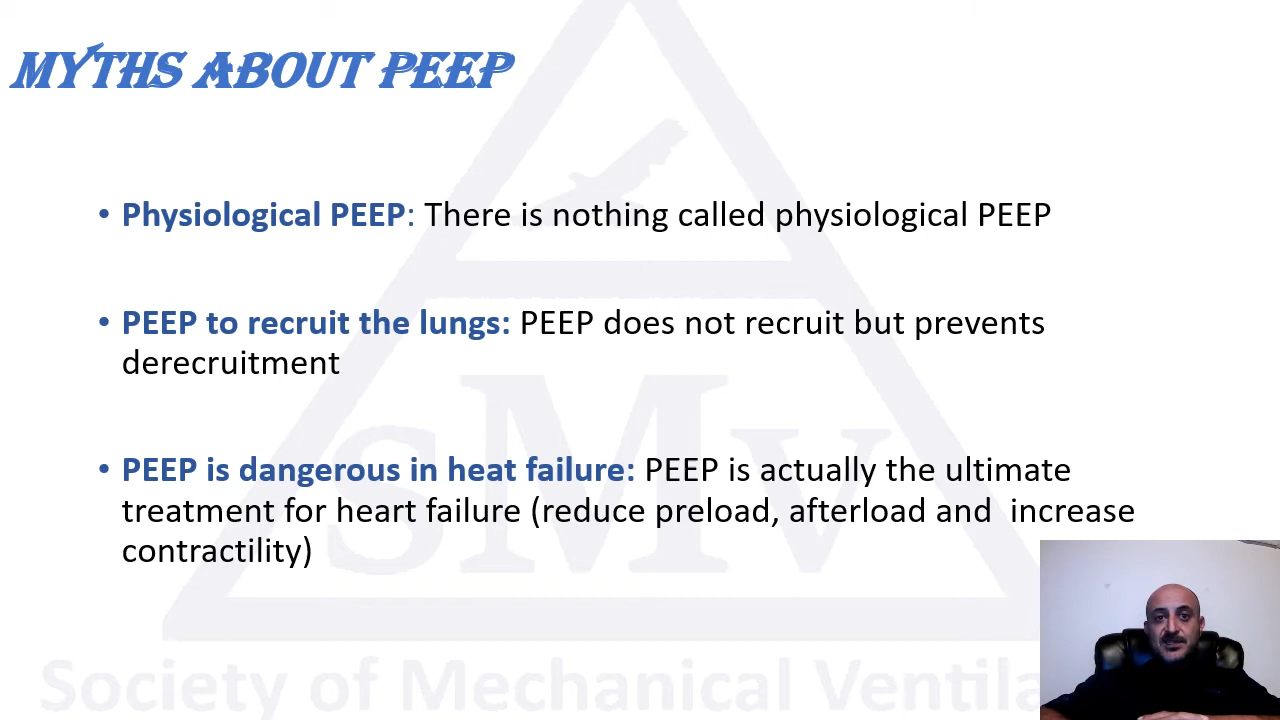 MYTHS ABOUT PEEP
• Physiological PEEP: There is nothing called physiological PEEP
• PEEP to recruit the lungs: PEEP does not recruit but prevents
derecruitment
• PEEP is dangerous in heat failure: PEEP is actually the ultimate
treatment for heart failure (reduce preload, afterload and increase
contractility)
SMV
Society of Mechanical Ventila